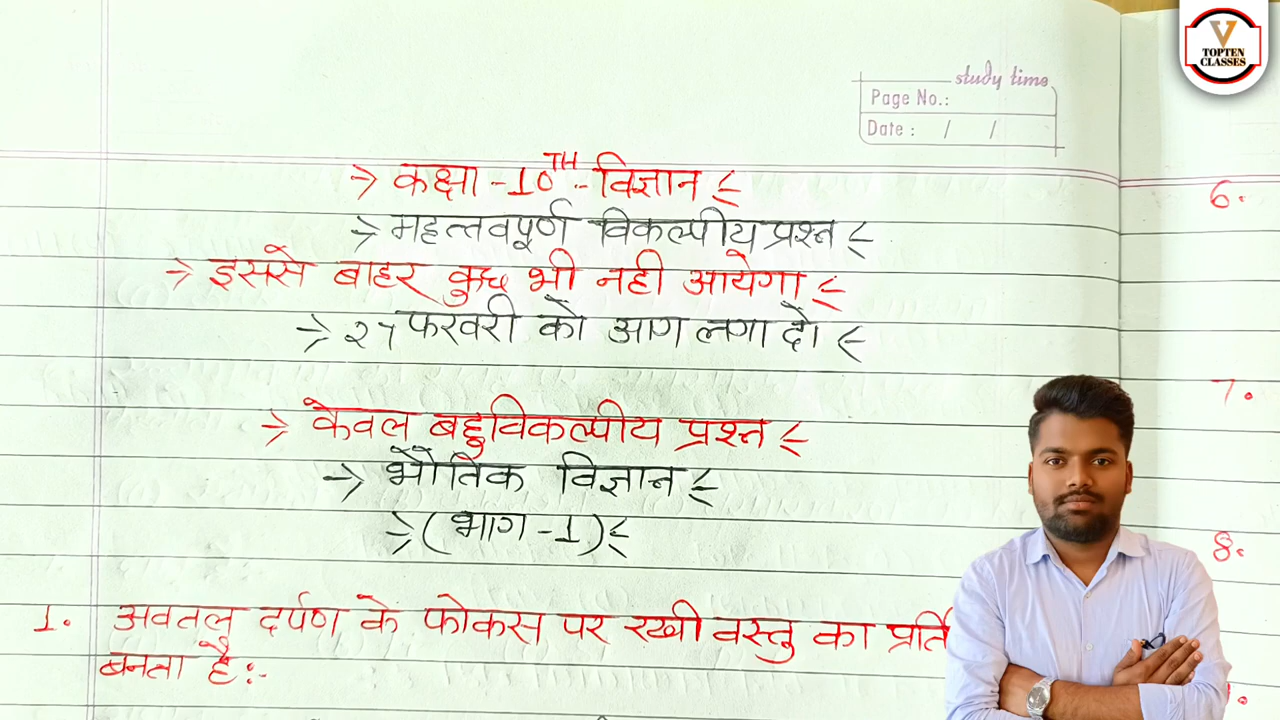 V
TOPTEN
CLASSES
study time
Page No.:
Date : / /
→ कक्षा - 10TH - विज्ञान ←
→ महत्तवपूर्ण विकल्पीय प्रश्न ←
→ इससे बाहर कुछ भी नही आयेगा ←
→ 27 फरवरी को आग लगा दो ←
→ केवल बहुविकल्पीय प्रश्न ←
→ भौतिक विज्ञान ←
→ (भाग - 1) ←
1. अवतल दर्पण के फोकस पर रखी वस्तु का प्रति
बनता है:-
6.
7.
8.